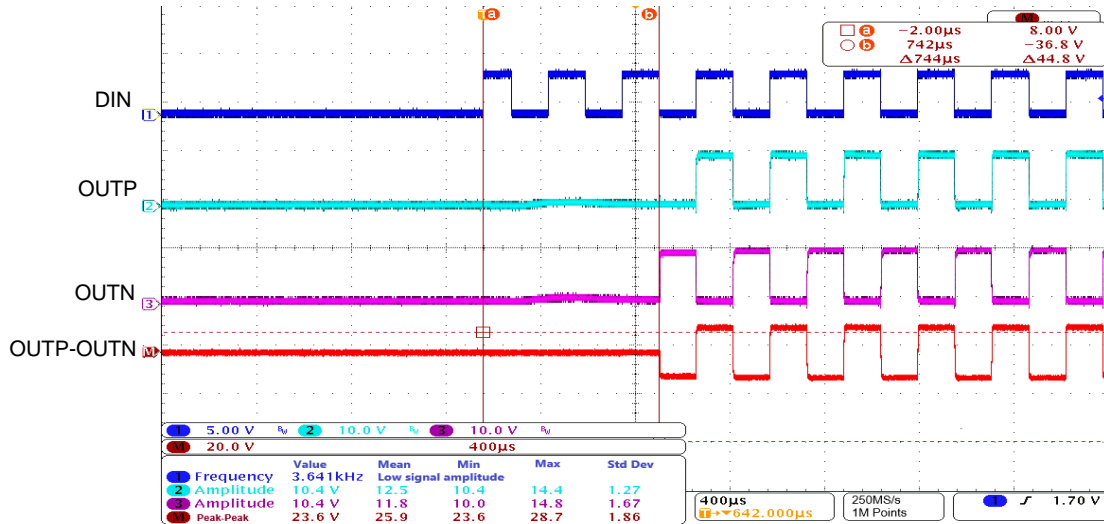 T a b M
a −2.00µs 8.00 V
b 742µs −36.8 V
Δ744µs Δ44.8 V
DIN
1
OUTP
2
OUTN
3
OUTP-OUTN
M
1 5.00 V BW 2 10.0 V BW 3 10.0 V BW
M 20.0 V 400µs
Value Mean Min Max Std Dev
1 Frequency 3.641kHz Low signal amplitude
2 Amplitude 10.4 V 12.5 10.4 14.4 1.27
3 Amplitude 10.4 V 11.8 10.0 14.8 1.67
M Peak-Peak 23.6 V 25.9 23.6 28.7 1.86
400µs
T→▼642.000µs
250MS/s
1M Points
1 1.70 V